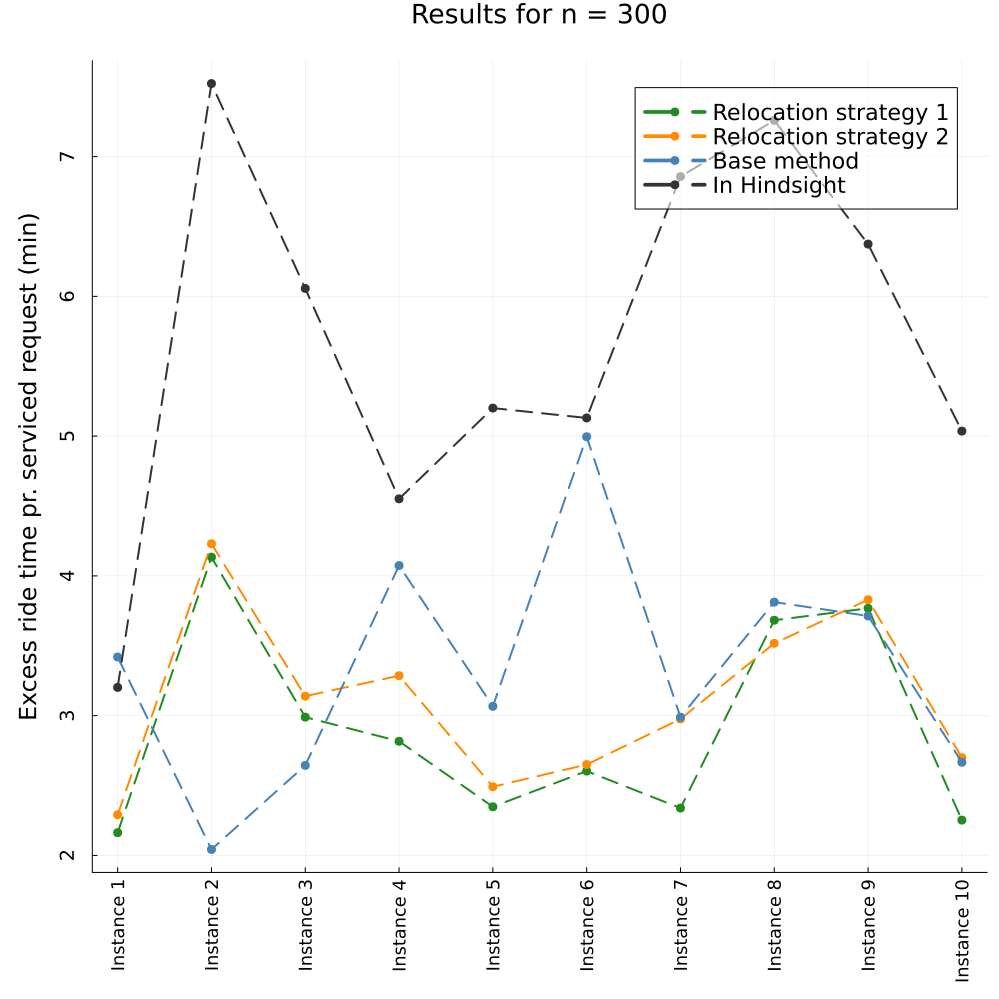 Results for n = 300
Relocation strategy 1
Relocation strategy 2
Base method
In Hindsight
Excess ride time pr. serviced request (min)
7
6
5
4
3
2
Instance 1
Instance 2
Instance 3
Instance 4
Instance 5
Instance 6
Instance 7
Instance 8
Instance 9
Instance 10